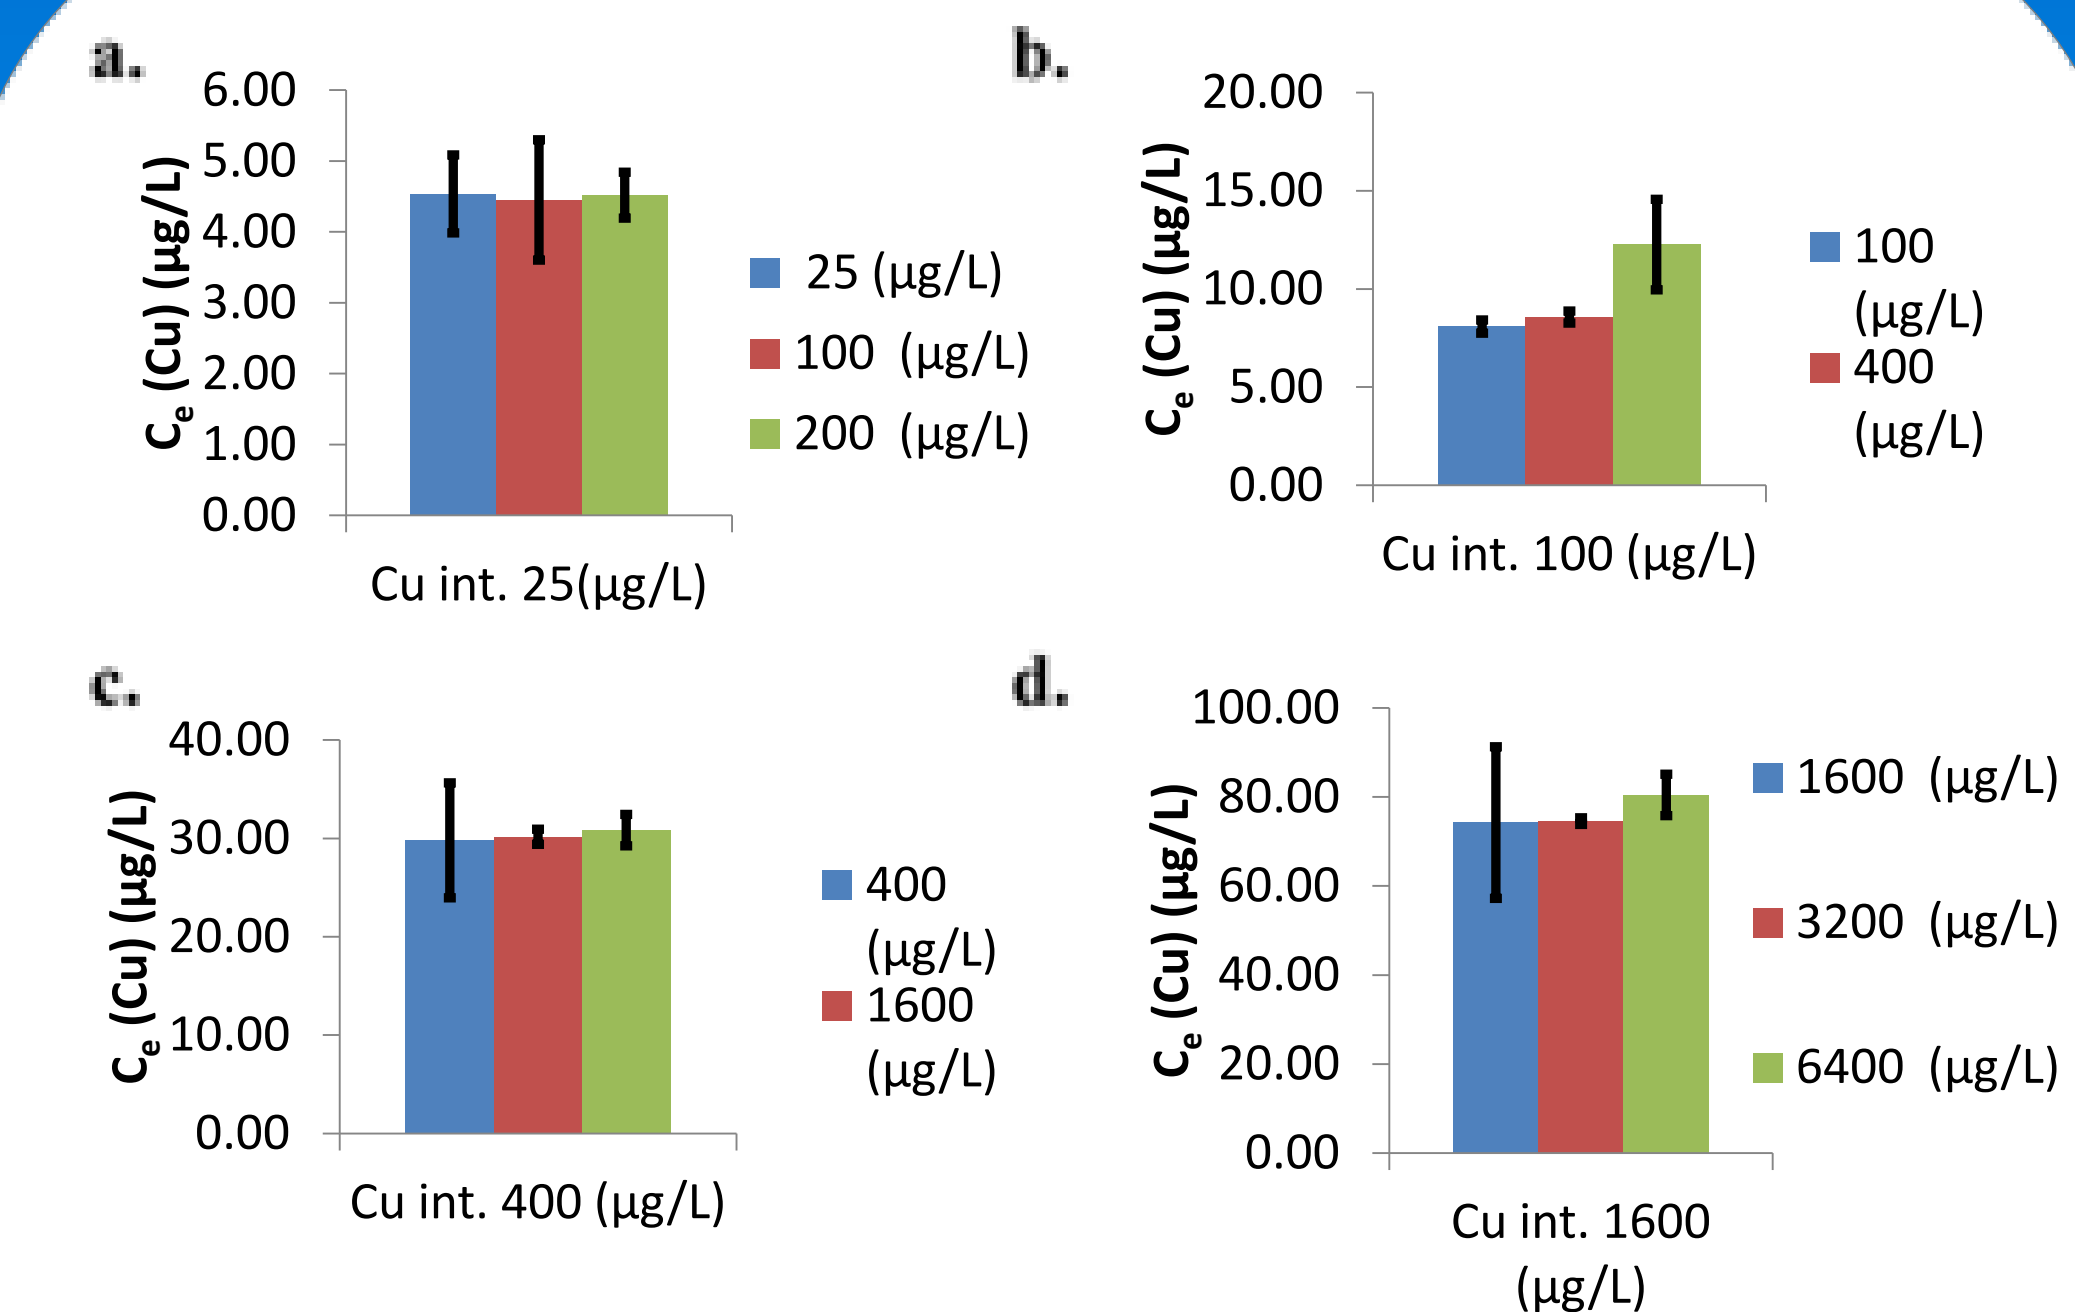 a.
6.00
5.00
4.00
3.00
2.00
1.00
0.00
Ce (Cu) (µg/L)
Cu int. 25(µg/L)
25 (µg/L)
100 (µg/L)
200 (µg/L)
b.
20.00
15.00
10.00
5.00
0.00
Ce (Cu) (µg/L)
Cu int. 100 (µg/L)
100
(µg/L)
400
(µg/L)
c.
40.00
30.00
20.00
10.00
0.00
Ce (Cu) (µg/L)
Cu int. 400 (µg/L)
400
(µg/L)
1600
(µg/L)
d.
100.00
80.00
60.00
40.00
20.00
0.00
Ce (Cu) (µg/L)
Cu int. 1600
(µg/L)
1600 (µg/L)
3200 (µg/L)
6400 (µg/L)